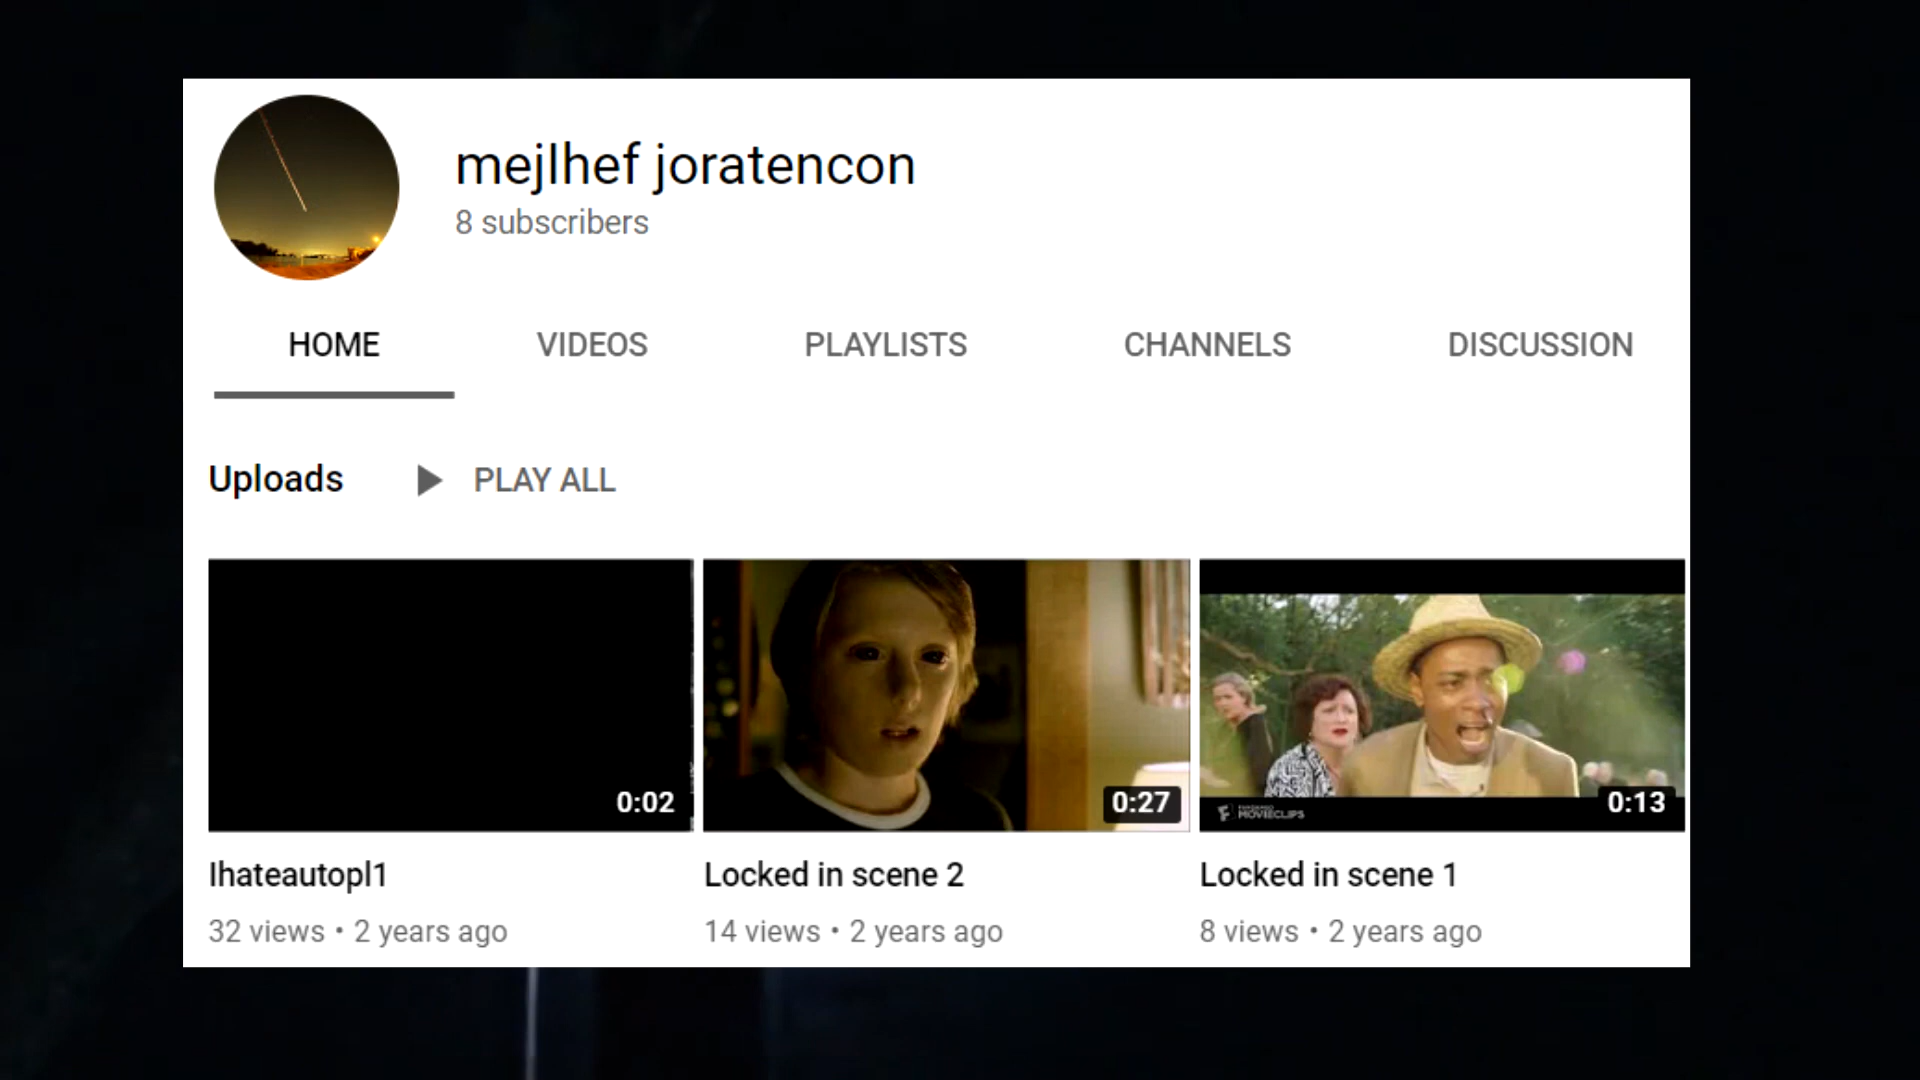 mejlhef joratencon
8 subscribers
HOME VIDEOS PLAYLISTS CHANNELS DISCUSSION
Uploads PLAY ALL
0:02 0:27 0:13
FANDANGO
MOVIECLIPS
Ihateautopl1 Locked in scene 2 Locked in scene 1
32 views • 2 years ago 14 views • 2 years ago 8 views • 2 years ago